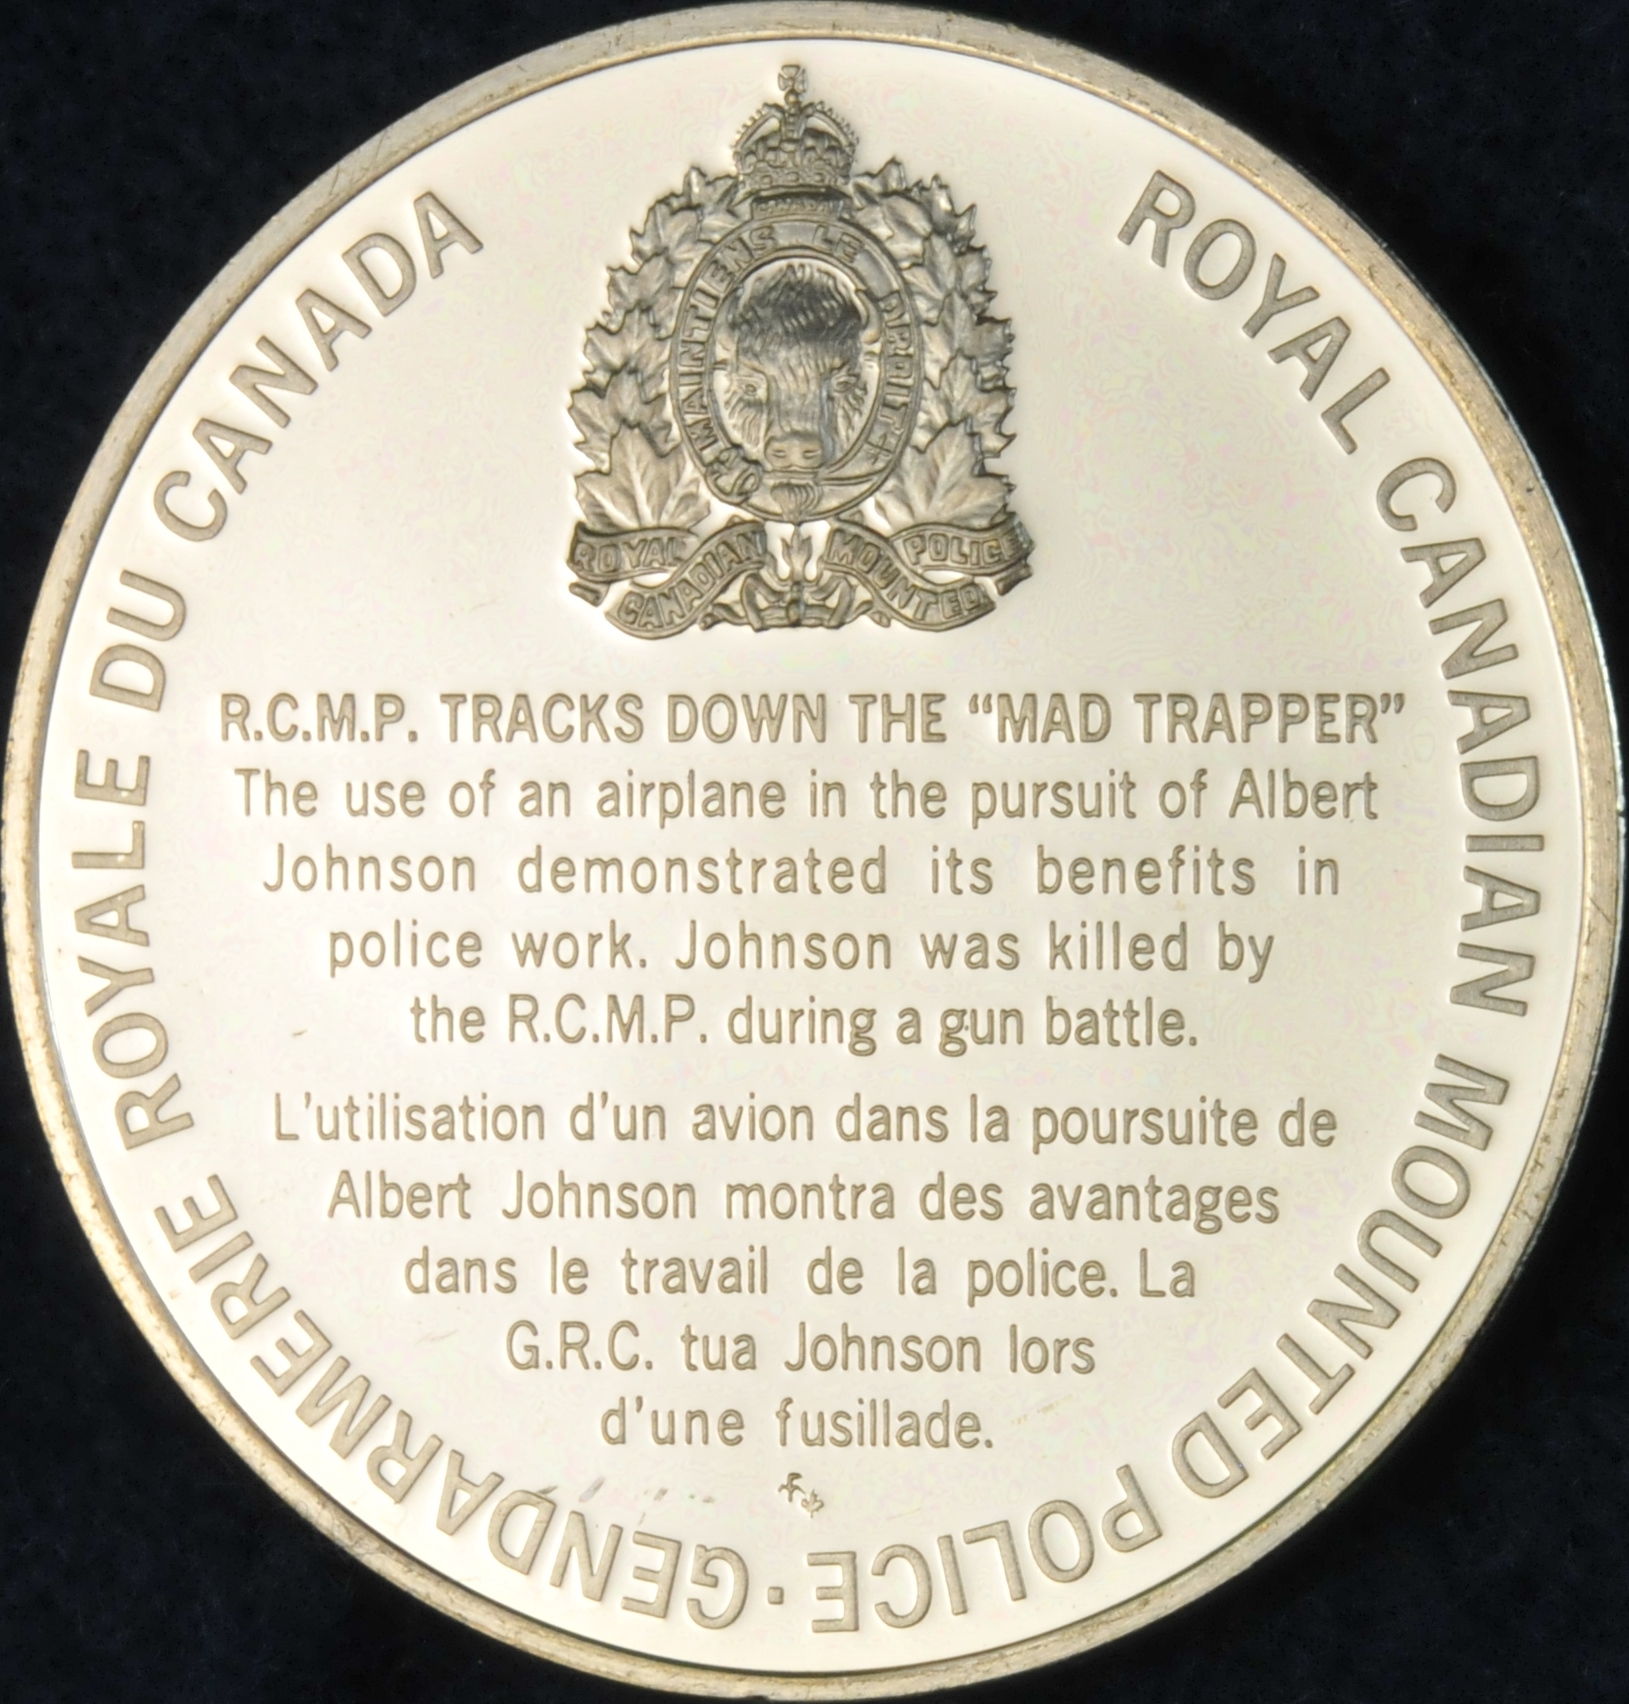 ROYAL CANADIAN MOUNTED POLICE · GENDARMERIE ROYALE DU CANADA
CANADA
MAINTIENS LE DROIT
ROYAL CANADIAN MOUNTED POLICE
R.C.M.P. TRACKS DOWN THE “MAD TRAPPER”
The use of an airplane in the pursuit of Albert
Johnson demonstrated its benefits in
police work. Johnson was killed by
the R.C.M.P. during a gun battle.
L'utilisation d'un avion dans la poursuite de
Albert Johnson montra des avantages
dans le travail de la police. La
G.R.C. tua Johnson lors
d'une fusillade.